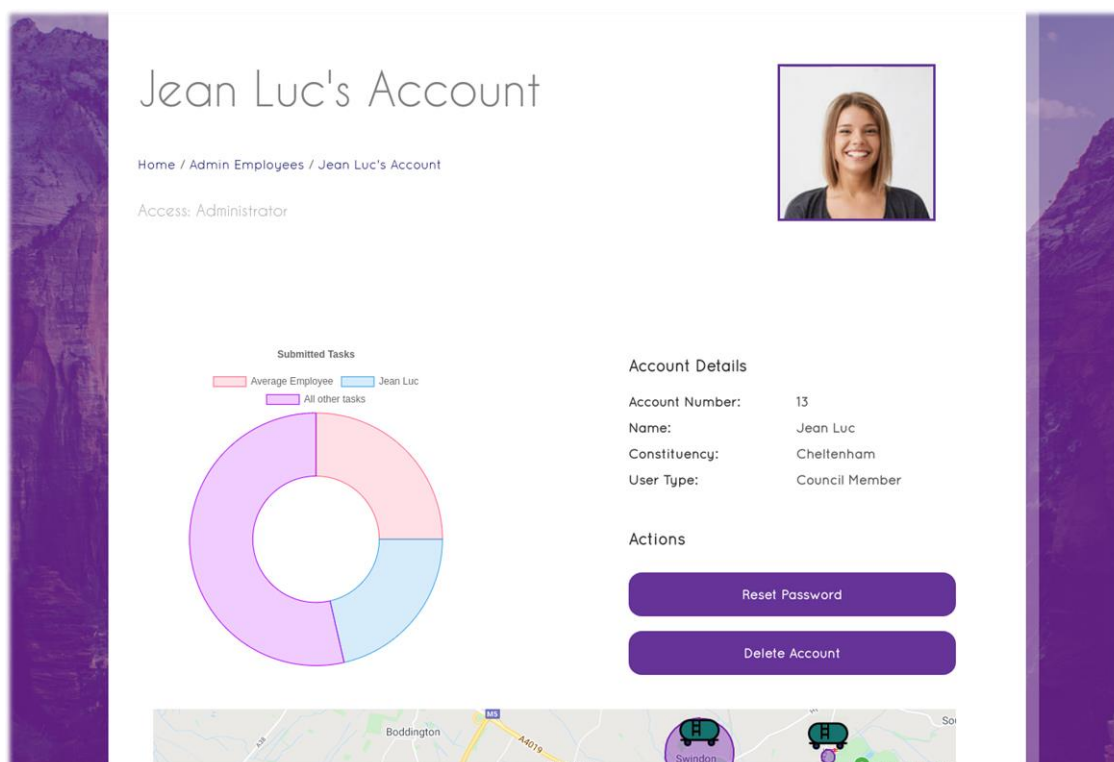 Jean Luc's Account
Home / Admin Employees / Jean Luc's Account
Access: Administrator
Submitted Tasks
Average Employee Jean Luc
All other tasks
Account Details
Account Number: 13
Name: Jean Luc
Constituency: Cheltenham
User Type: Council Member
Actions
Reset Password
Delete Account
M5
Boddington
A4019
Swindon